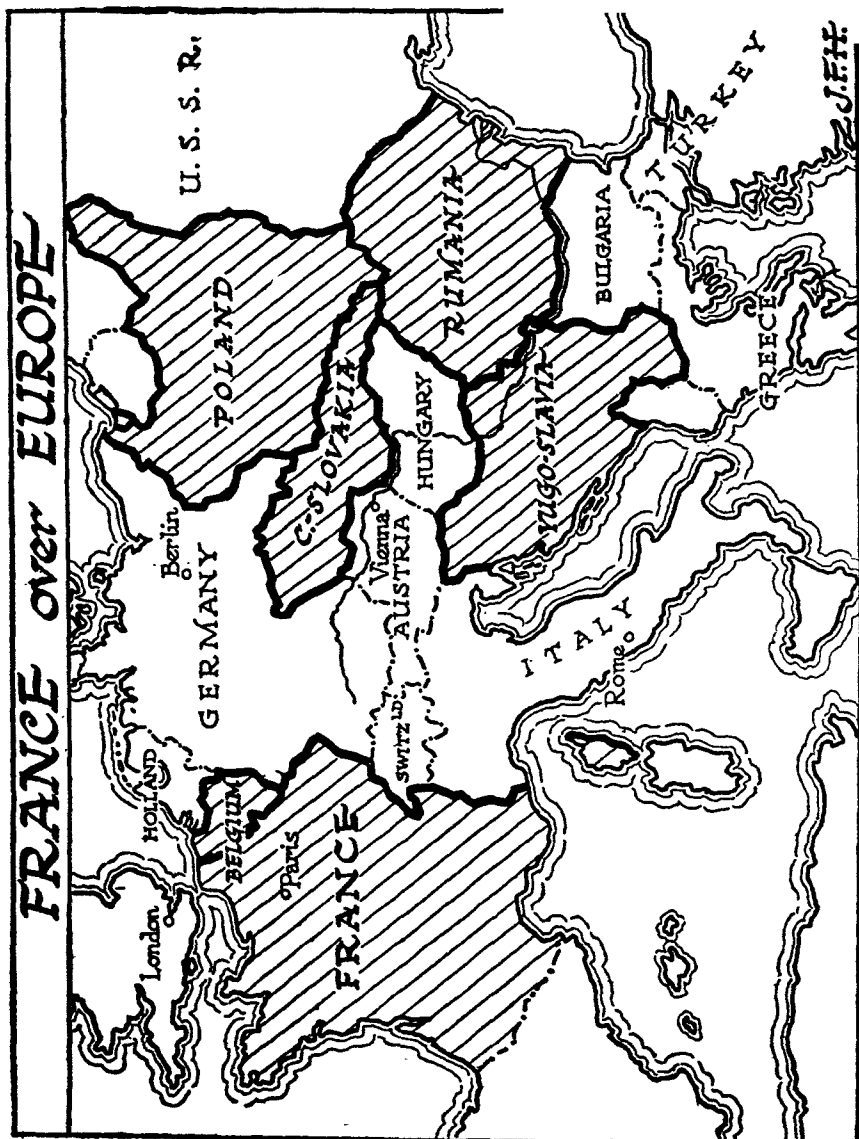 FRANCE over EUROPE
U.S.S.R.
London
HOLLAND
GERMANY
Berlin
POLAND
BELGIUM
Paris
FRANCE
C.-SLOVAKIA
SWITZ LD
AUSTRIA
Vienna
HUNGARY
RUMANIA
YUGO-SLAVIA
BULGARIA
ITALY
Rome
TURKEY
GREECE
J.F.H.